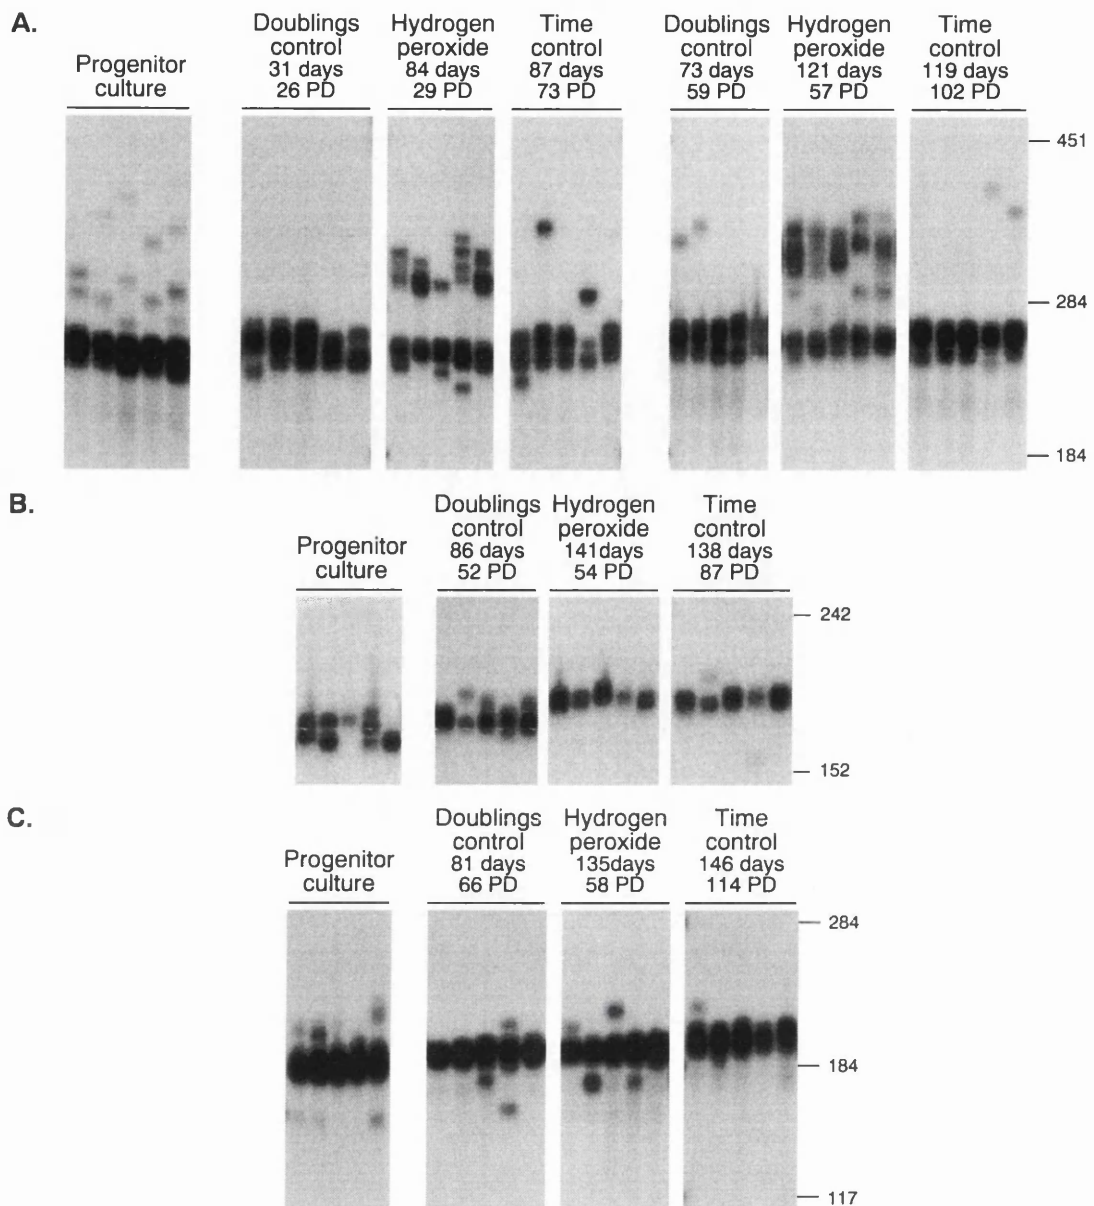 A.
Progenitor
culture
Doublings
control
31 days
26 PD
Hydrogen
peroxide
84 days
29 PD
Time
control
87 days
73 PD
Doublings
control
73 days
59 PD
Hydrogen
peroxide
121 days
57 PD
Time
control
119 days
102 PD
451
284
184
B.
Progenitor
culture
Doublings
control
86 days
52 PD
Hydrogen
peroxide
141days
54 PD
Time
control
138 days
87 PD
242
152
C.
Progenitor
culture
Doublings
control
81 days
66 PD
Hydrogen
peroxide
135days
58 PD
Time
control
146 days
114 PD
284
184
117